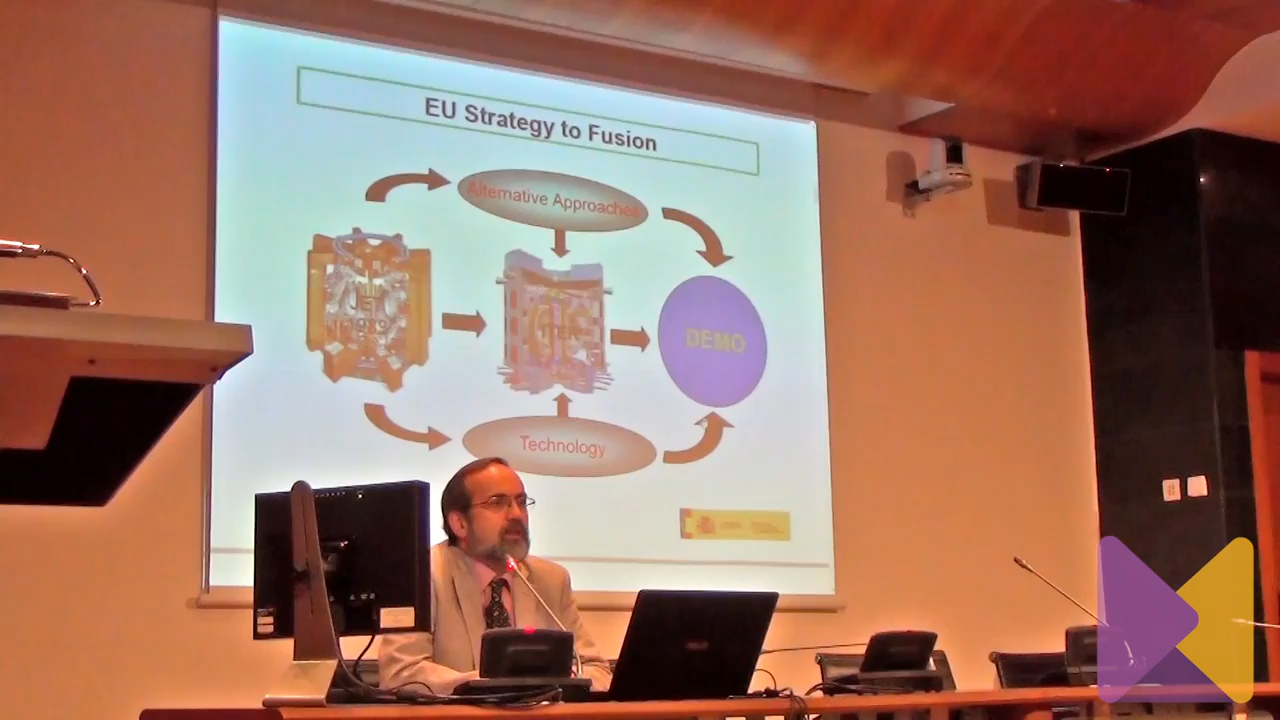 EU Strategy to Fusion
Alternative Approaches
JET
ITER
DEMO
Technology